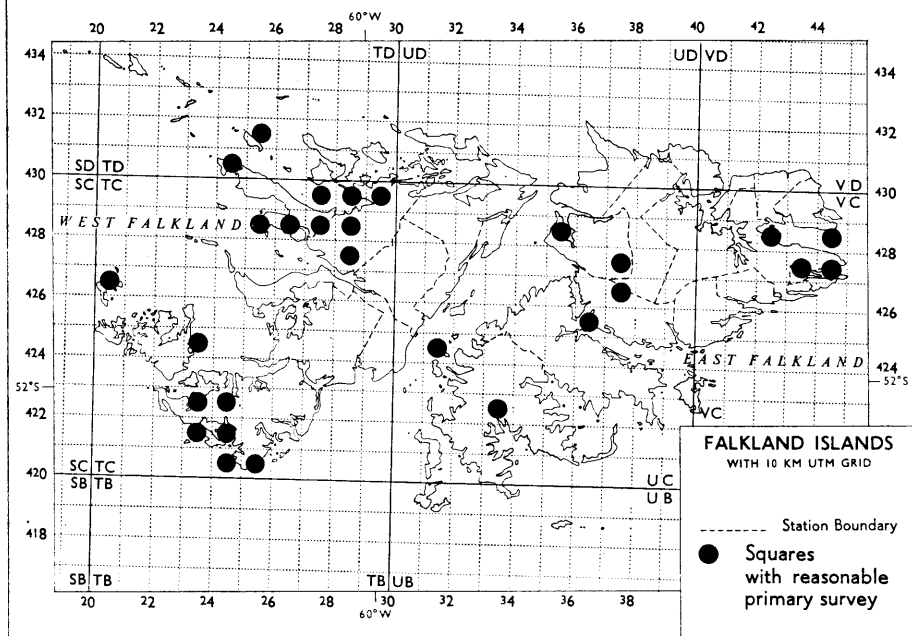 60°W
20 22 24 26 28 30 32 34 36 38 40 42 44
434 TD UD UD VD 434
432 432
430 SD TD VD 430
SC TC VC
WEST FALKLAND
428 428
426 426
424 EAST FALKLAND 424
52°S 52°S
422 VC
420 SC TC UC
SB TB UB
418
SB TB TB UB
20 22 24 26 28 30 32 34 36 38
60°W
FALKLAND ISLANDS
WITH 10 KM UTM GRID
Station Boundary
Squares
with reasonable
primary survey